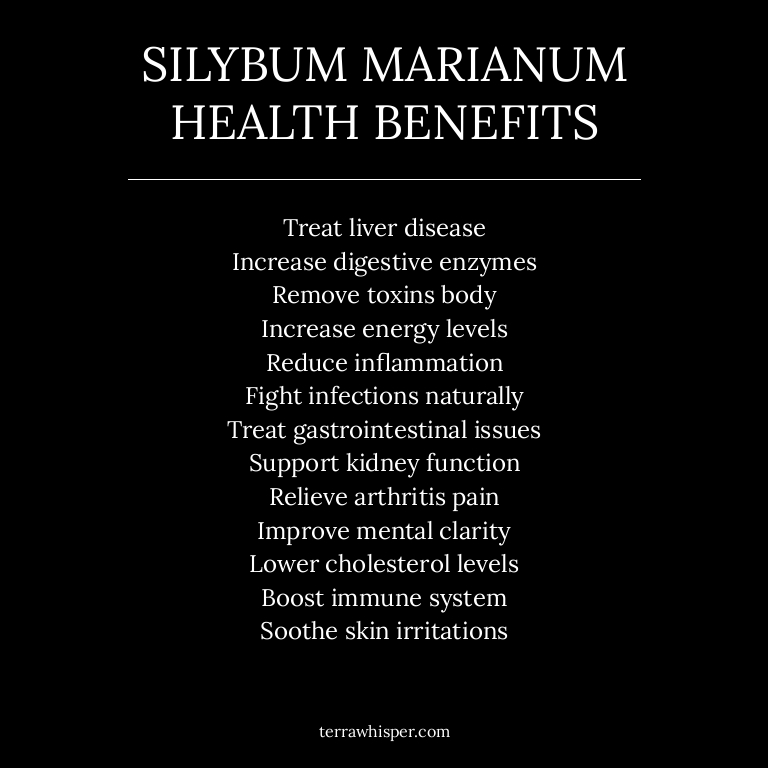 SILYBUM MARIANUM
HEALTH BENEFITS
Treat liver disease
Increase digestive enzymes
Remove toxins body
Increase energy levels
Reduce inflammation
Fight infections naturally
Treat gastrointestinal issues
Support kidney function
Relieve arthritis pain
Improve mental clarity
Lower cholesterol levels
Boost immune system
Soothe skin irritations
terrawhisper.com